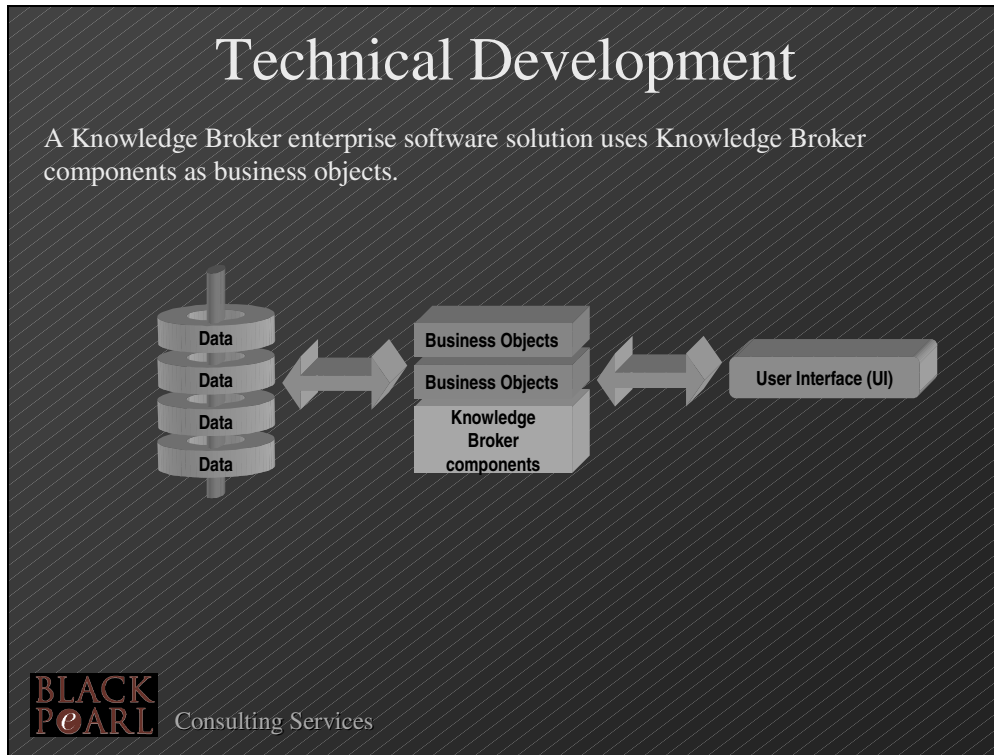 Technical Development
A Knowledge Broker enterprise software solution uses Knowledge Broker
components as business objects.
Data
Data
Data
Data
Business Objects
Business Objects
Knowledge
Broker
components
User Interface (UI)
BLACK
PeARL
Consulting Services